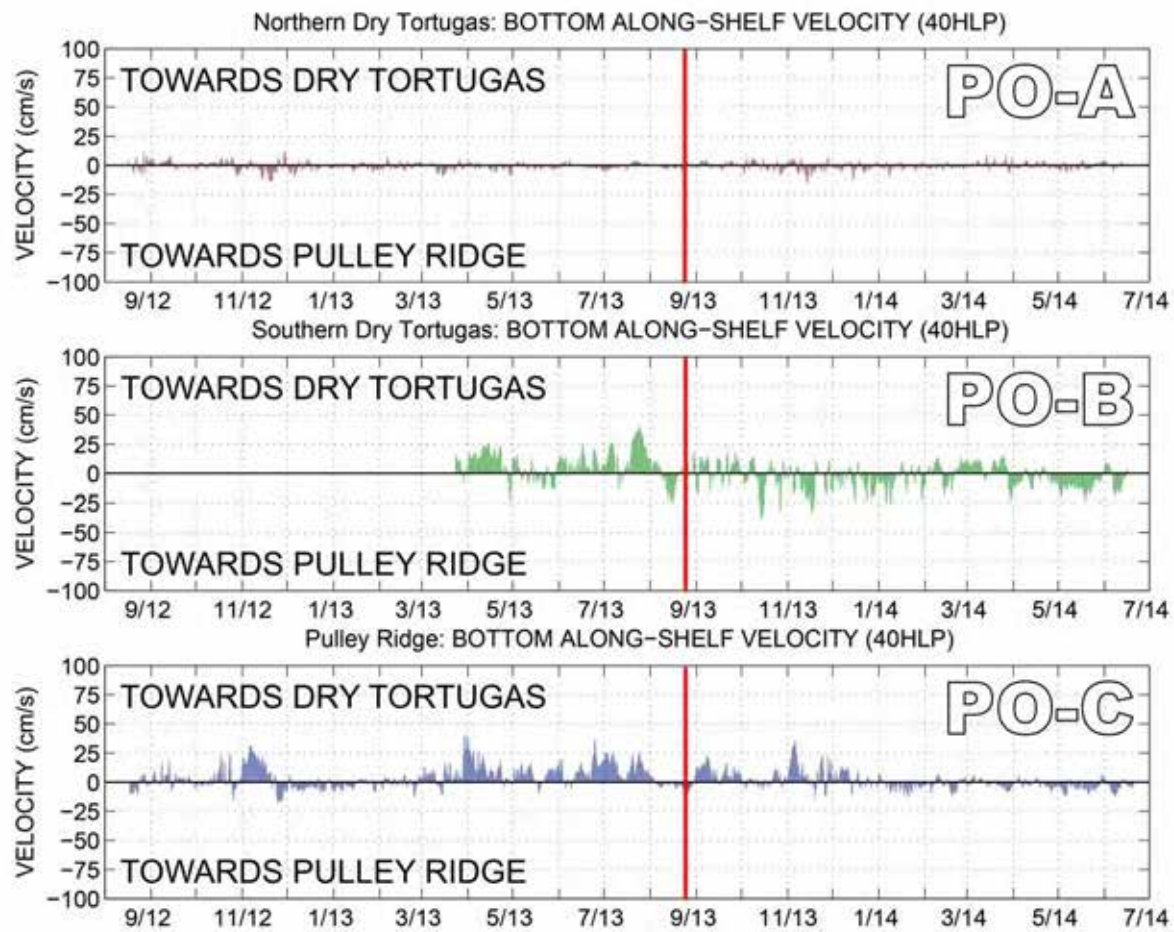 Northern Dry Tortugas: BOTTOM ALONG−SHELF VELOCITY (40HLP)
VELOCITY (cm/s)
100
75
50
25
0
−25
−50
−75
−100
TOWARDS DRY TORTUGAS
PO-A
TOWARDS PULLEY RIDGE
9/12 11/12 1/13 3/13 5/13 7/13 9/13 11/13 1/14 3/14 5/14 7/14
Southern Dry Tortugas: BOTTOM ALONG−SHELF VELOCITY (40HLP)
VELOCITY (cm/s)
100
75
50
25
0
−25
−50
−75
−100
TOWARDS DRY TORTUGAS
PO-B
TOWARDS PULLEY RIDGE
9/12 11/12 1/13 3/13 5/13 7/13 9/13 11/13 1/14 3/14 5/14 7/14
Pulley Ridge: BOTTOM ALONG−SHELF VELOCITY (40HLP)
VELOCITY (cm/s)
100
75
50
25
0
−25
−50
−75
−100
TOWARDS DRY TORTUGAS
PO-C
TOWARDS PULLEY RIDGE
9/12 11/12 1/13 3/13 5/13 7/13 9/13 11/13 1/14 3/14 5/14 7/14